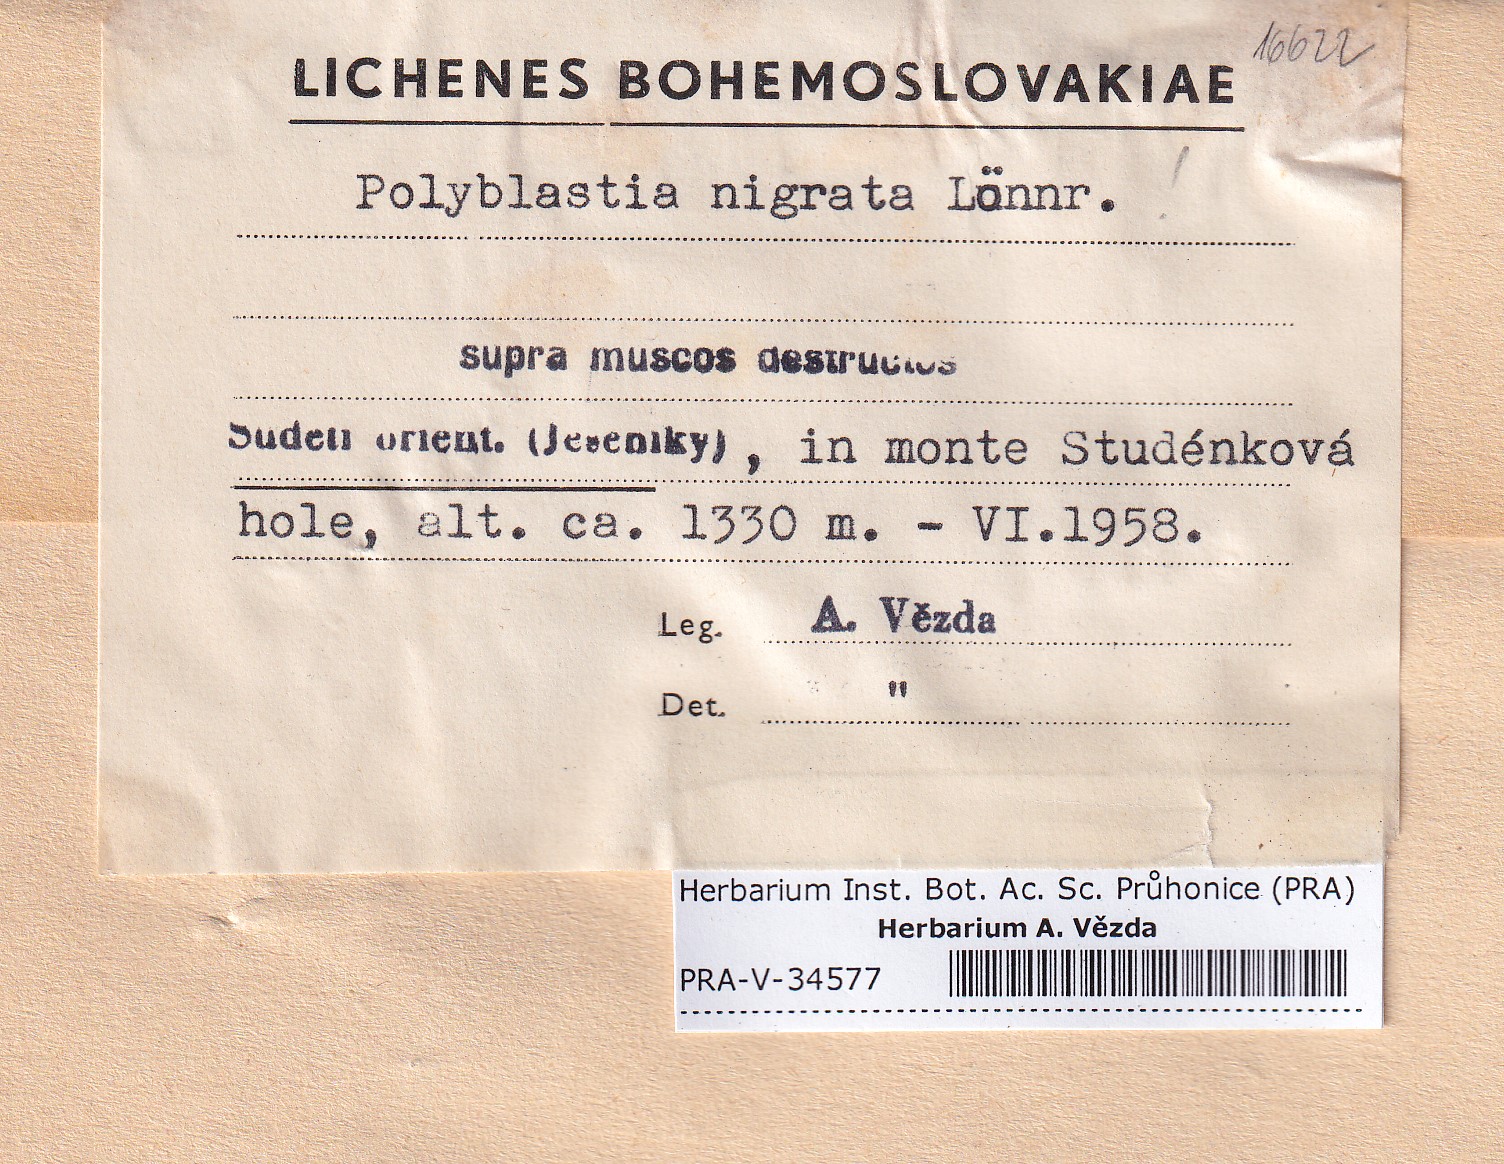 16622
LICHENES BOHEMOSLOVAKIAE
Polyblastia nigrata Lönnr. !
supra muscos destructos
Sudeti orient. (Jeseníky), in monte Studénková
hole, alt. ca. 1330 m. - VI.1958.
Leg. A. Vězda
Det. "
Herbarium Inst. Bot. Ac. Sc. Průhonice (PRA)
Herbarium A. Vězda
PRA-V-34577